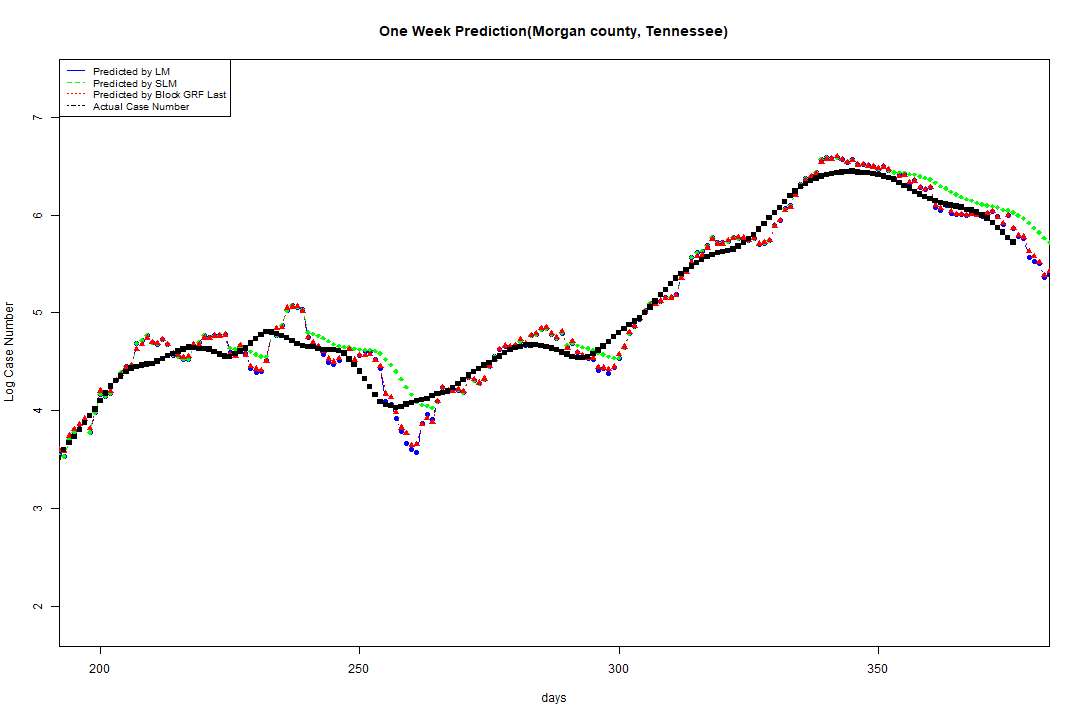 One Week Prediction(Morgan county, Tennessee)
Predicted by LM
Predicted by SLM
Predicted by Block GRF Last
Actual Case Number
7
6
5
4
3
2
Log Case Number
200 250 300 350
days